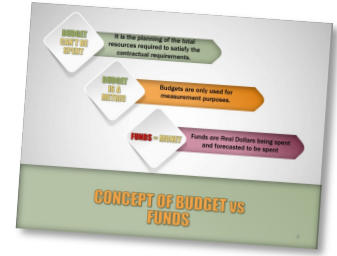 BUDGET
CAN'T BE
SPENT
It is the planning of the total
resources required to satisfy the
contractual requirements.
BUDGET
IS A
METRIC
Budgets are only used for
measurement purposes.
FUNDS = MONEY
Funds are Real Dollars being spent
and forecasted to be spent
CONCEPT OF BUDGET VS
FUNDS